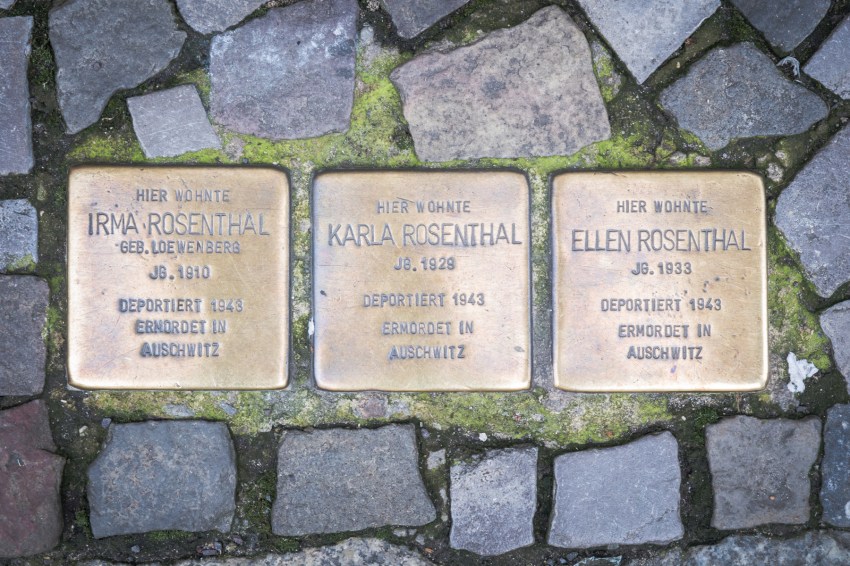 HIER WOHNTE
IRMA ROSENTHAL
GEB. LOEWENBERG
JG. 1910
DEPORTIERT 1943
ERMORDET IN
AUSCHWITZ
HIER WOHNTE
KARLA ROSENTHAL
JG. 1929
DEPORTIERT 1943
ERMORDET IN
AUSCHWITZ
HIER WOHNTE
ELLEN ROSENTHAL
JG. 1933
DEPORTIERT 1943
ERMORDET IN
AUSCHWITZ